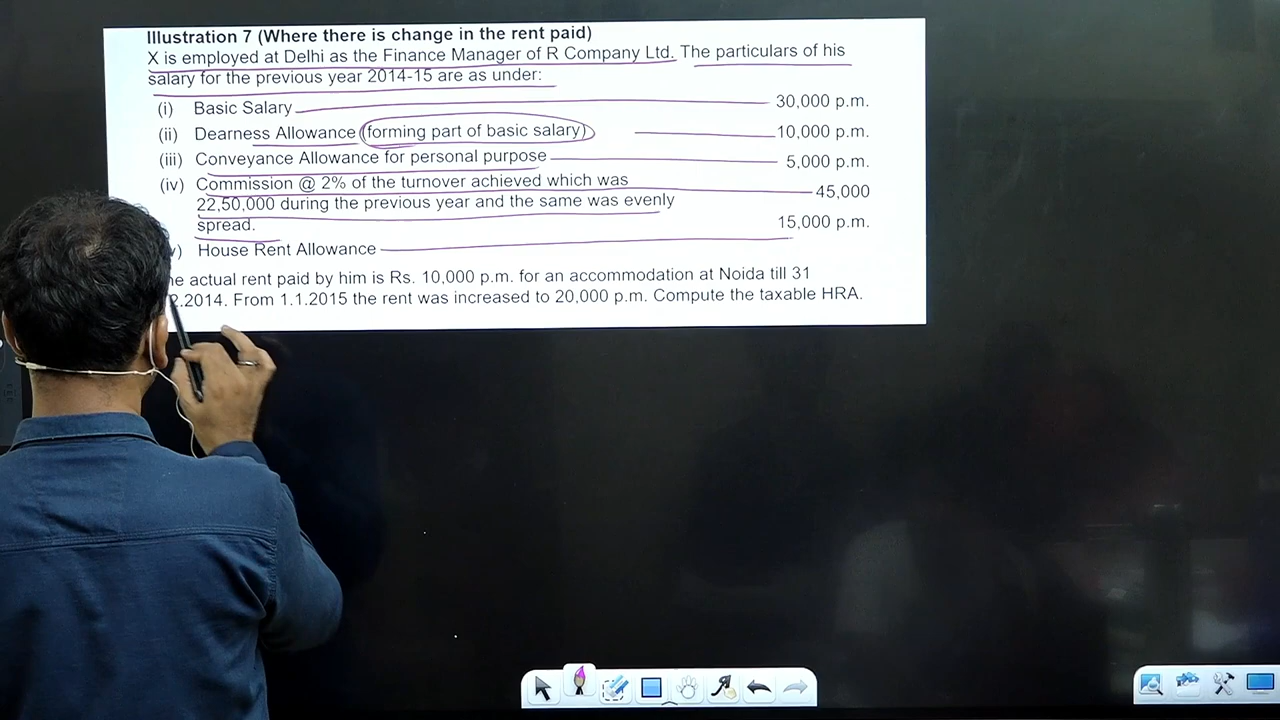 Illustration 7 (Where there is change in the rent paid)
X is employed at Delhi as the Finance Manager of R Company Ltd. The particulars of his
salary for the previous year 2014-15 are as under:
(i) Basic Salary 30,000 p.m.
(ii) Dearness Allowance (forming part of basic salary) 10,000 p.m.
(iii) Conveyance Allowance for personal purpose 5,000 p.m.
(iv) Commission @ 2% of the turnover achieved which was 45,000
22,50,000 during the previous year and the same was evenly
spread. 15,000 p.m.
v) House Rent Allowance
he actual rent paid by him is Rs. 10,000 p.m. for an accommodation at Noida till 31
2.2014. From 1.1.2015 the rent was increased to 20,000 p.m. Compute the taxable HRA.